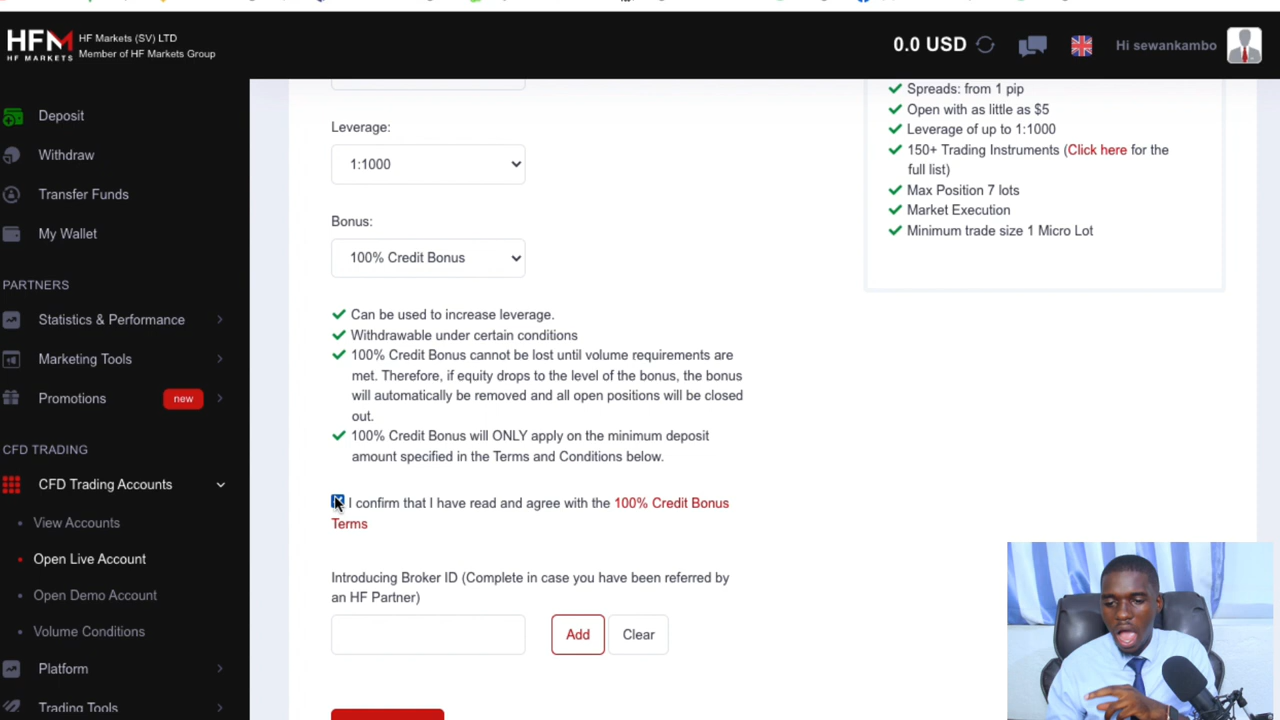 HFM
HF MARKETS
HF Markets (SV) LTD
Member of HF Markets Group
0.0 USD
Hi sewankambo
Deposit
Withdraw
Transfer Funds
My Wallet
PARTNERS
Statistics & Performance
Marketing Tools
Promotions
new
CFD TRADING
CFD Trading Accounts
View Accounts
Open Live Account
Open Demo Account
Volume Conditions
Platform
Trading Tools
Leverage:
1:1000
Bonus:
100% Credit Bonus
Can be used to increase leverage.
Withdrawable under certain conditions
100% Credit Bonus cannot be lost until volume requirements are
met. Therefore, if equity drops to the level of the bonus, the bonus
will automatically be removed and all open positions will be closed
out.
100% Credit Bonus will ONLY apply on the minimum deposit
amount specified in the Terms and Conditions below.
I confirm that I have read and agree with the 100% Credit Bonus
Terms
Introducing Broker ID (Complete in case you have been referred by
an HF Partner)
Add
Clear
Spreads: from 1 pip
Open with as little as $5
Leverage of up to 1:1000
150+ Trading Instruments (Click here for the
full list)
Max Position 7 lots
Market Execution
Minimum trade size 1 Micro Lot